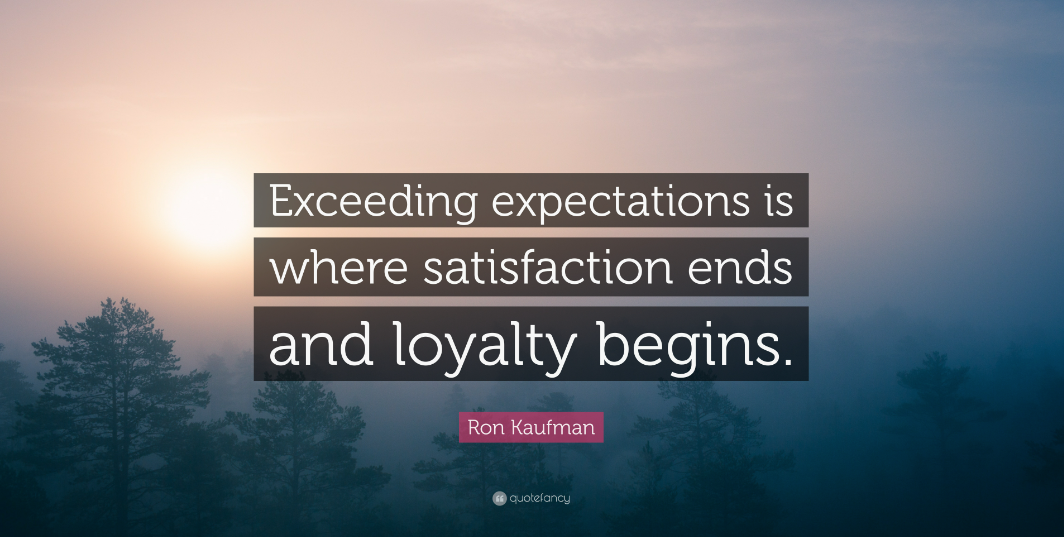 Exceeding expectations is
where satisfaction ends
and loyalty begins.
Ron Kaufman
quotefancy